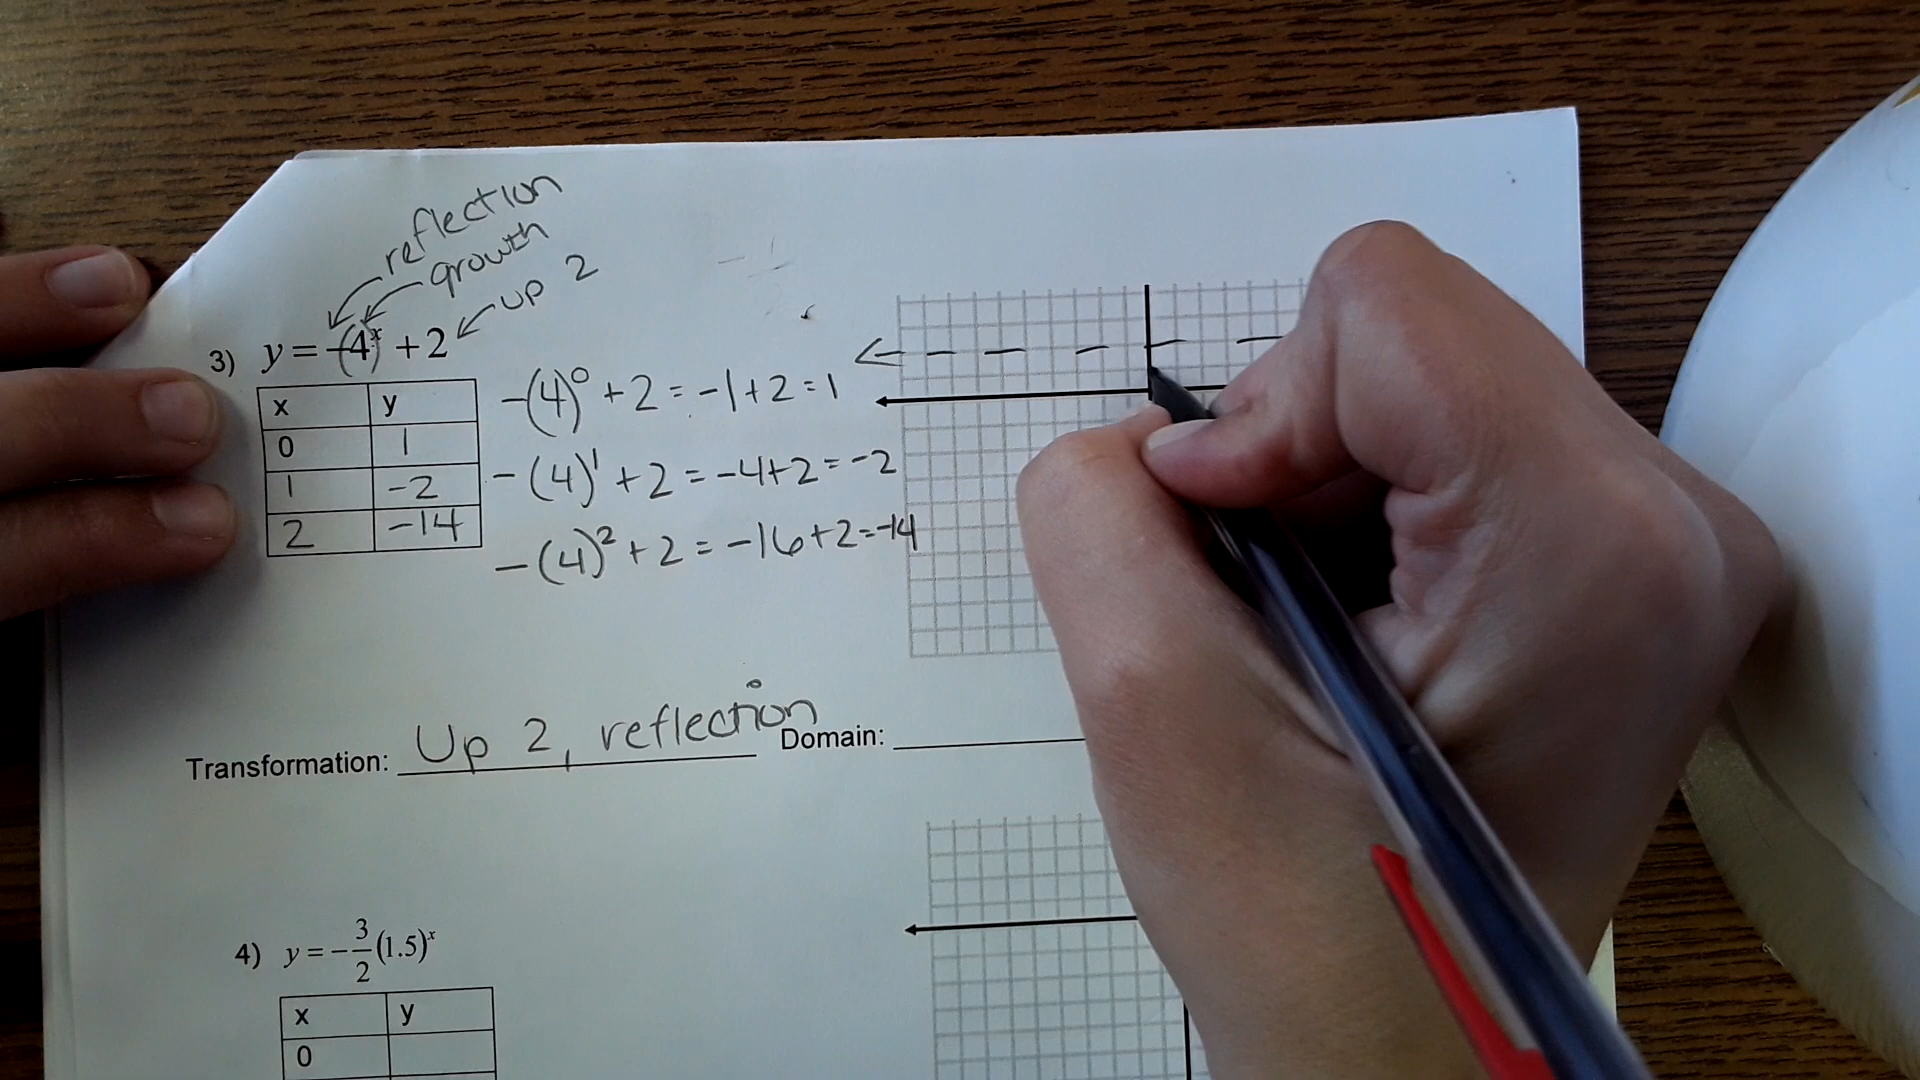 reflection
growth
up 2
3) y = -(4)^x + 2
x y
0 1
1 -2
2 -14
-(4)^0 + 2 = -1 + 2 = 1
-(4)^1 + 2 = -4 + 2 = -2
-(4)^2 + 2 = -16 + 2 = -14
Transformation: Up 2, reflection Domain:
4) y = -3/2 (1.5)^x
x y
0